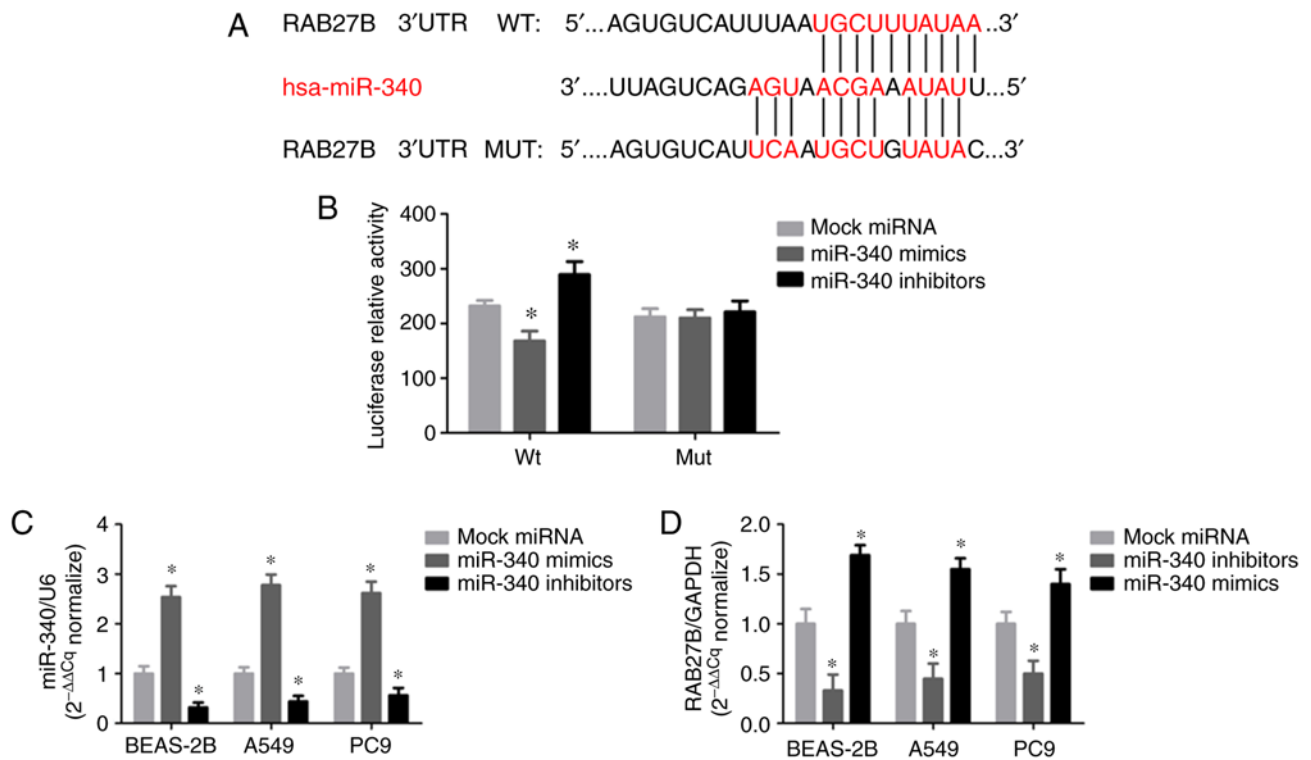 A
RAB27B 3′UTR WT: 5′...AGUGUCAUUUAAUGCUUUAUAA..3′
hsa-miR-340 3′....UUAGUCAGAGUAACGAAAUAUU...5′
RAB27B 3′UTR MUT: 5′....AGUGUCAUUCAAUGCUGUAUAC...3′
B
Luciferase relative activity
400
300
200
100
0
* *
Wt Mut
Mock miRNA
miR-340 mimics
miR-340 inhibitors
C
miR-340/U6
(2−ΔΔCq normalize)
4
3
2
1
0
* * * * * *
BEAS-2B A549 PC9
Mock miRNA
miR-340 mimics
miR-340 inhibitors
D
RAB27B/GAPDH
(2−ΔΔCq normalize)
2.0
1.5
1.0
0.5
0.0
* * * * * *
BEAS-2B A549 PC9
Mock miRNA
miR-340 inhibitors
miR-340 mimics